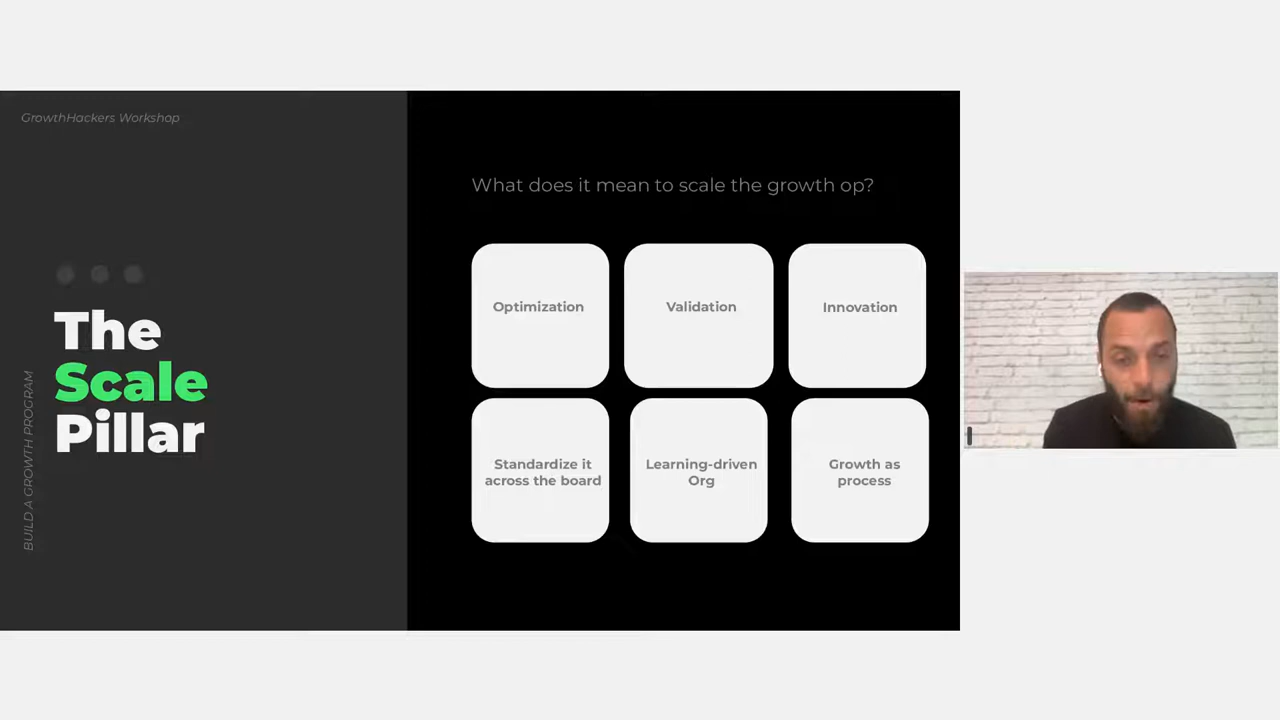 GrowthHackers Workshop
The
Scale
Pillar
BUILD A GROWTH PROGRAM
What does it mean to scale the growth op?
Optimization
Validation
Innovation
Standardize it
across the board
Learning-driven
Org
Growth as
process